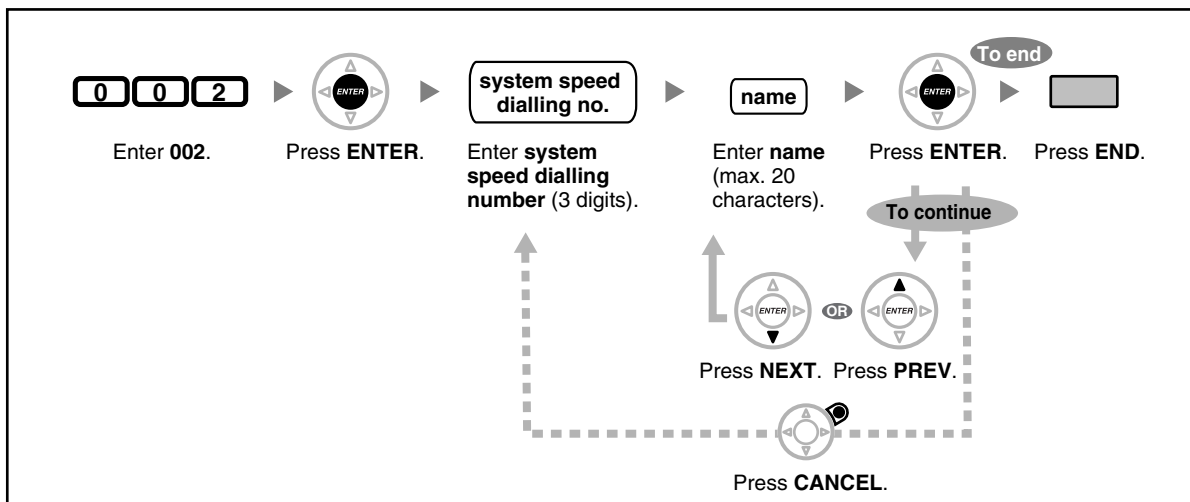 To end
0 0 2
ENTER
system speed
dialling no.
name
ENTER
Enter 002.
Press ENTER.
Enter system
speed dialling
number (3 digits).
Enter name
(max. 20
characters).
Press ENTER.
Press END.
To continue
ENTER
OR
ENTER
Press NEXT.
Press PREV.
Press CANCEL.